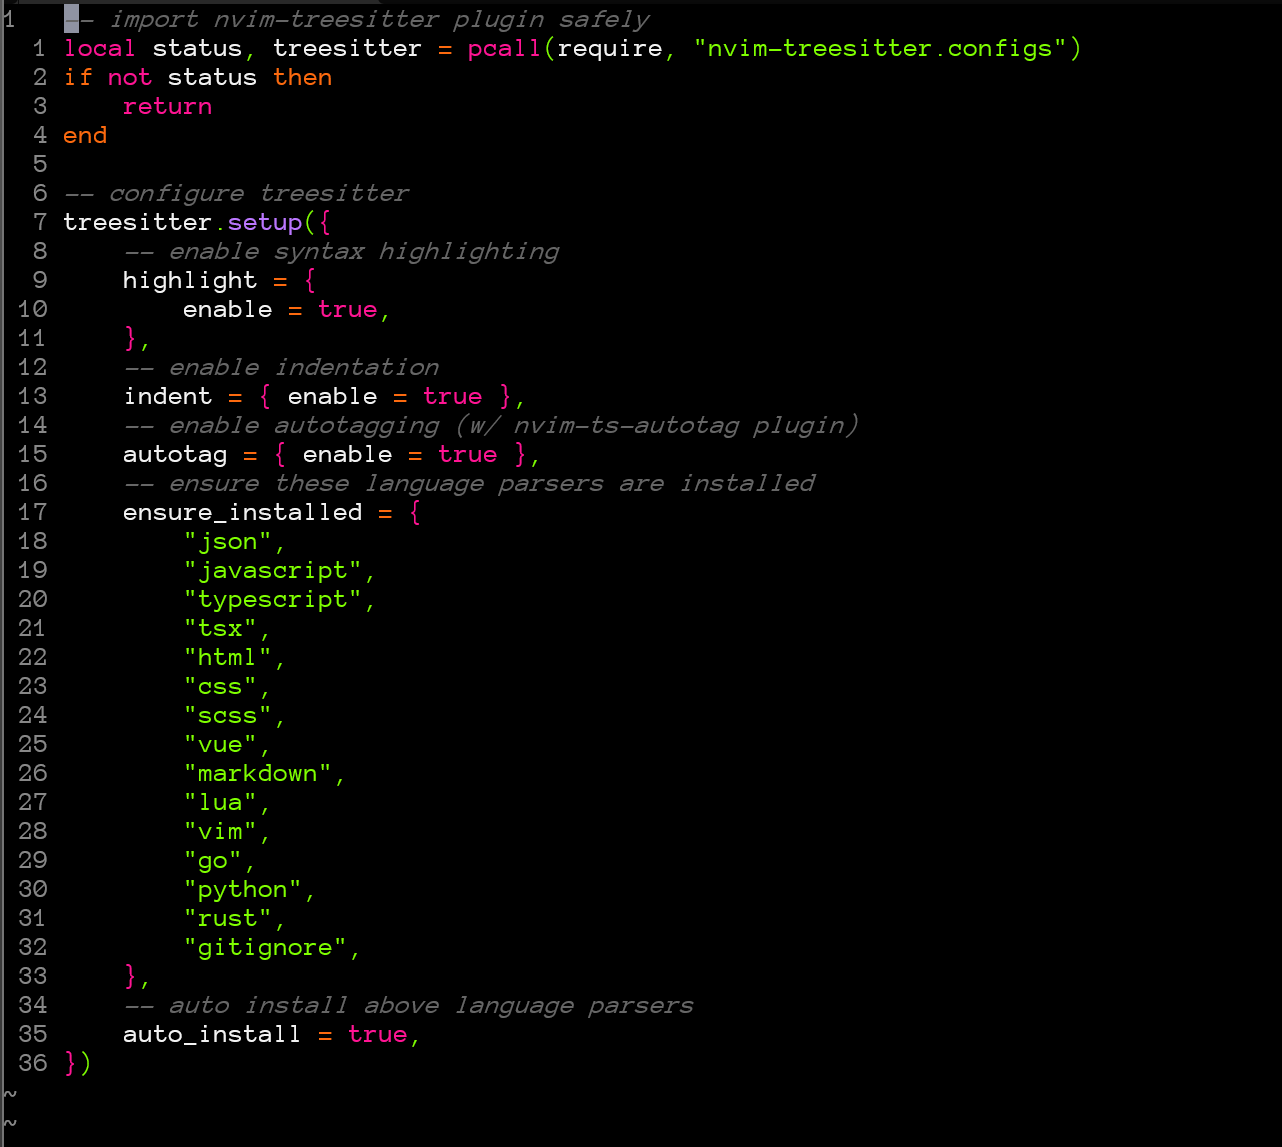 1   -- import nvim-treesitter plugin safely
  1 local status, treesitter = pcall(require, "nvim-treesitter.configs")
  2 if not status then
  3     return
  4 end
  5
  6 -- configure treesitter
  7 treesitter.setup({
  8     -- enable syntax highlighting
  9     highlight = {
 10         enable = true,
 11     },
 12     -- enable indentation
 13     indent = { enable = true },
 14     -- enable autotagging (w/ nvim-ts-autotag plugin)
 15     autotag = { enable = true },
 16     -- ensure these language parsers are installed
 17     ensure_installed = {
 18         "json",
 19         "javascript",
 20         "typescript",
 21         "tsx",
 22         "html",
 23         "css",
 24         "scss",
 25         "vue",
 26         "markdown",
 27         "lua",
 28         "vim",
 29         "go",
 30         "python",
 31         "rust",
 32         "gitignore",
 33     },
 34     -- auto install above language parsers
 35     auto_install = true,
 36 })
~
~